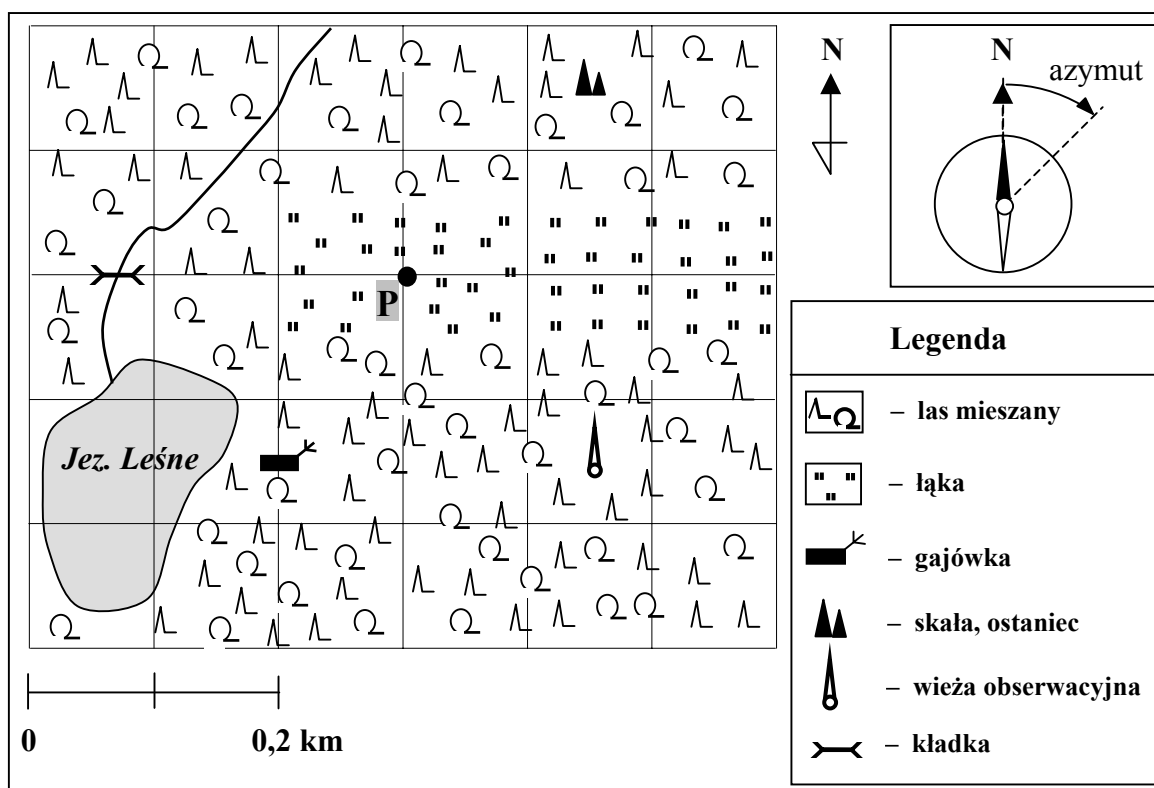 N
N
azymut
P
Jez. Leśne
0
0,2 km
Legenda
– las mieszany
– łąka
– gajówka
– skała, ostaniec
– wieża obserwacyjna
– kładka